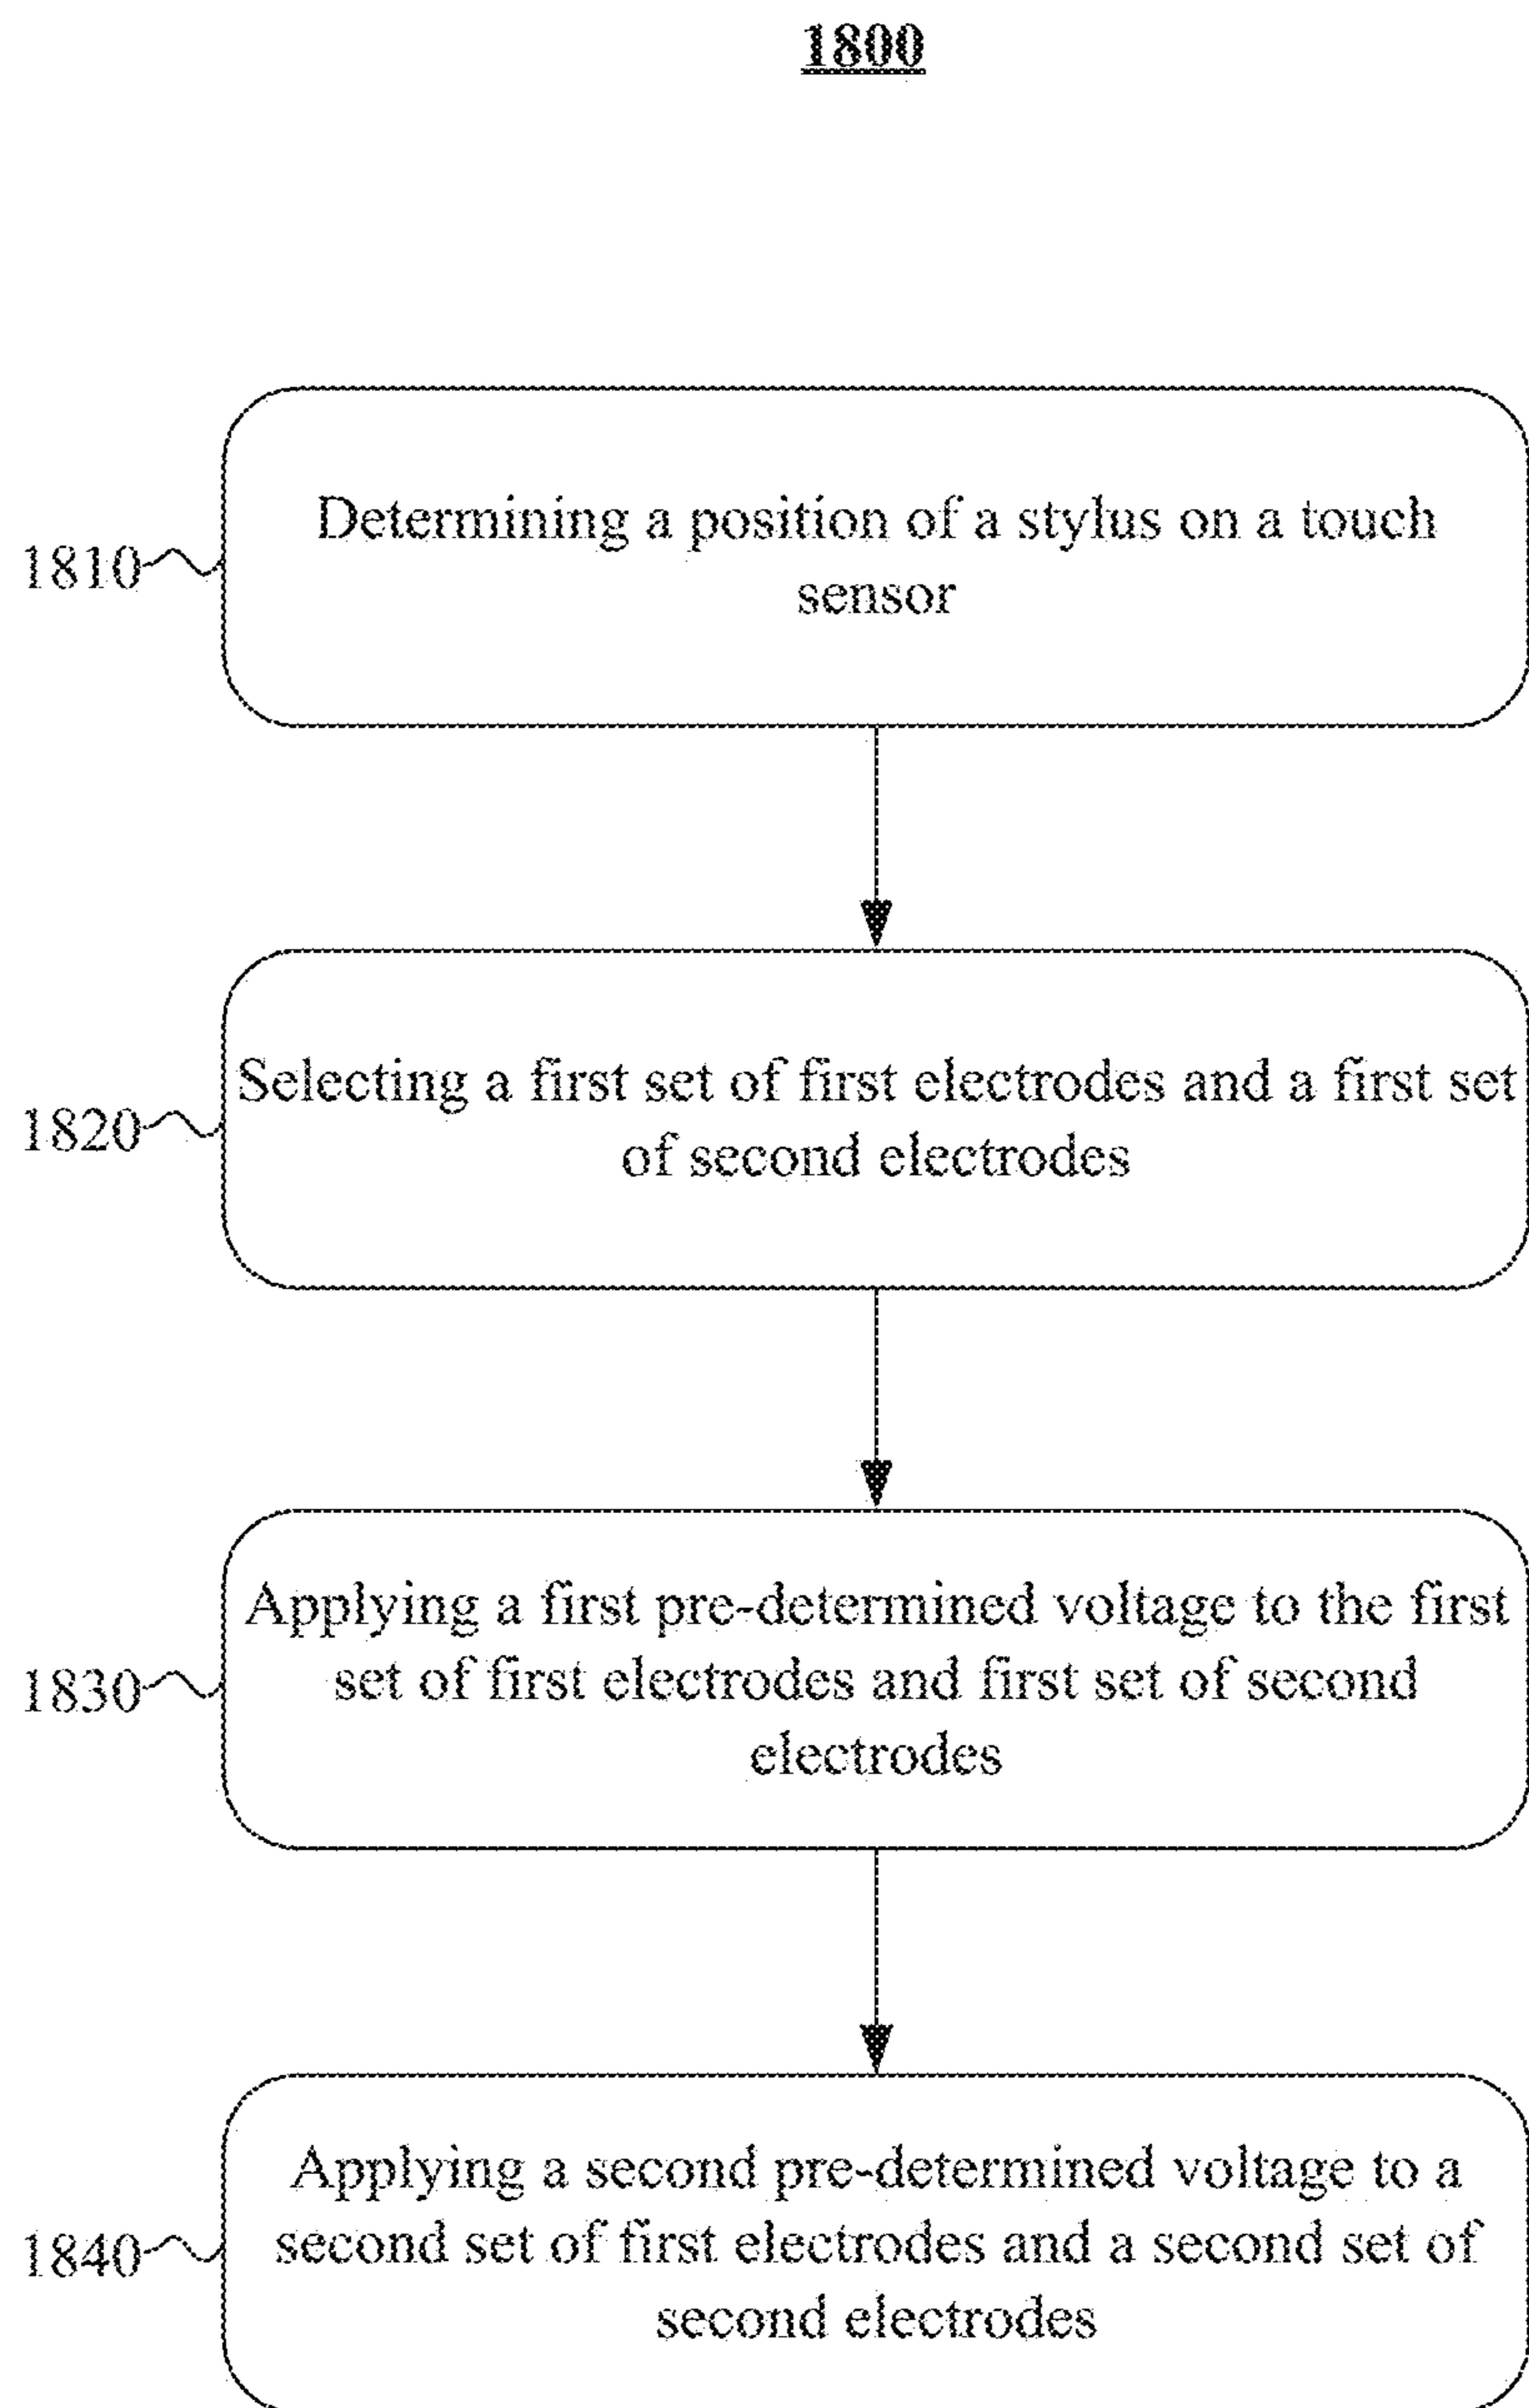 1800
Determining a position of a stylus on a touch
sensor
1810
Selecting a first set of first electrodes and a first set
of second electrodes
1820
Applying a first pre-determined voltage to the first
set of first electrodes and first set of second
electrodes
1830
Applying a second pre-determined voltage to a
second set of first electrodes and a second set of
second electrodes
1840